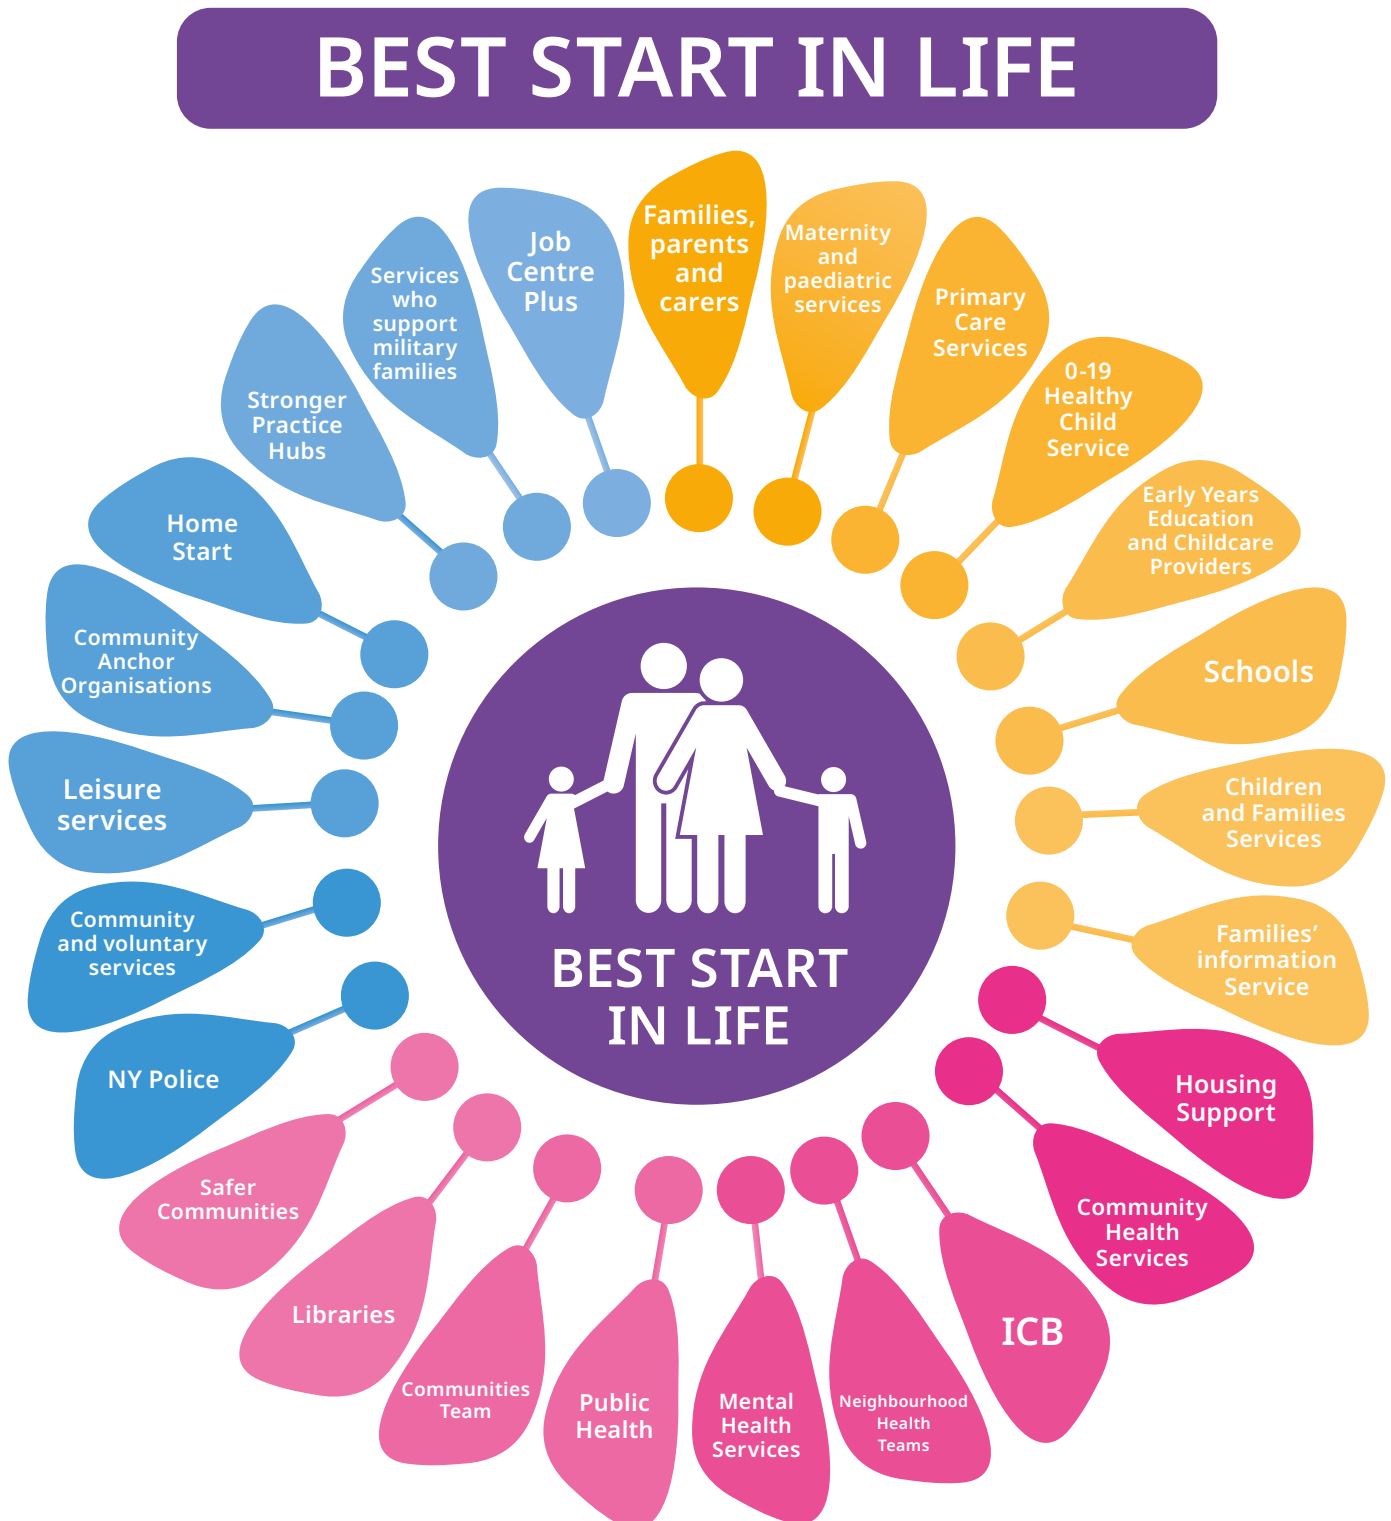 BEST START IN LIFE
Families,
parents
and
carers
Maternity
and
paediatric
services
Primary
Care
Services
0-19
Healthy
Child
Service
Early Years
Education
and Childcare
Providers
Schools
Children
and Families
Services
Families’
information
Service
Housing
Support
Community
Health
Services
ICB
Neighbourhood
Health
Teams
Mental
Health
Services
Public
Health
Communities
Team
Libraries
Safer
Communities
NY Police
Community
and voluntary
services
Leisure
services
Community
Anchor
Organisations
Home
Start
Stronger
Practice
Hubs
Services
who
support
military
families
Job
Centre
Plus
BEST START
IN LIFE